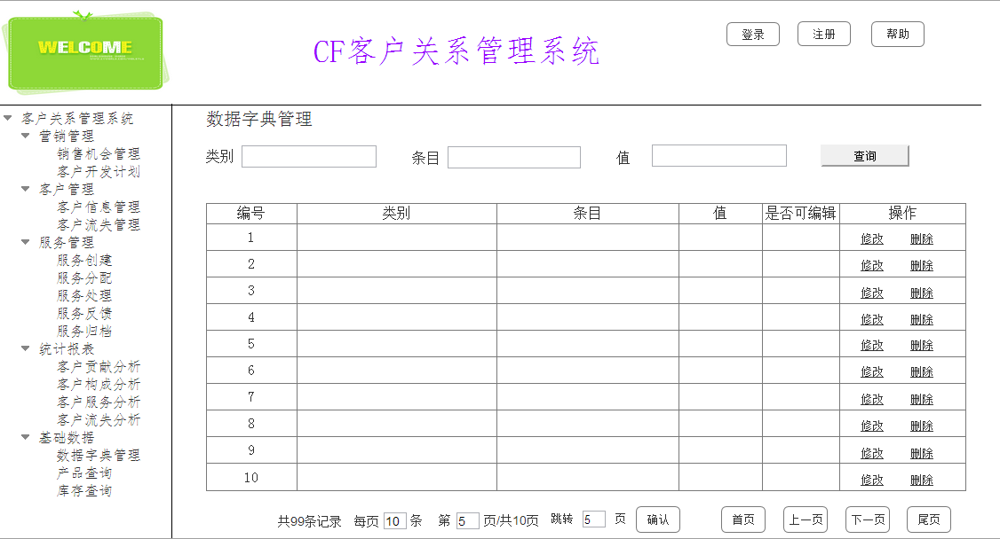 WELCOME
CF客户关系管理系统
登录 注册 帮助
客户关系管理系统
营销管理
销售机会管理
客户开发计划
客户管理
客户信息管理
客户流失管理
服务管理
服务创建
服务分配
服务处理
服务反馈
服务归档
统计报表
客户贡献分析
客户构成分析
客户服务分析
客户流失分析
基础数据
数据字典管理
产品查询
库存查询
数据字典管理
类别 条目 值 查询
编号 类别 条目 值 是否可编辑 操作
1 修改 删除
2 修改 删除
3 修改 删除
4 修改 删除
5 修改 删除
6 修改 删除
7 修改 删除
8 修改 删除
9 修改 删除
10 修改 删除
共99条记录 每页 10 条 第 5 页/共10页 跳转 5 页 确认 首页 上一页 下一页 尾页